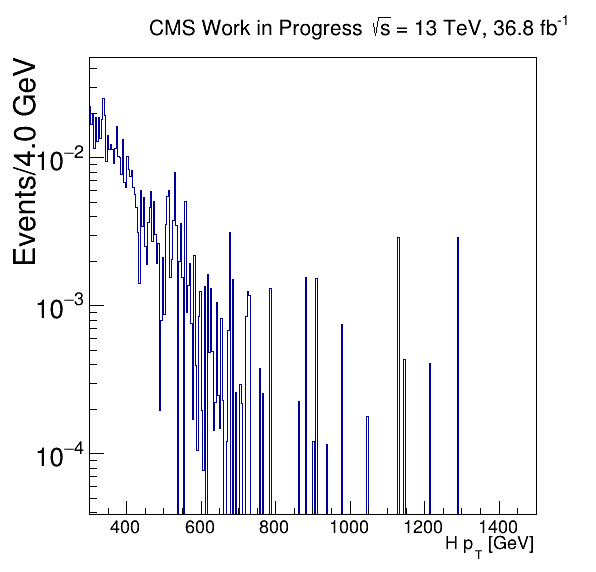 CMS Work in Progress √s = 13 TeV, 36.8 fb⁻¹
Events/4.0 GeV
10⁻²
10⁻³
10⁻⁴
400 600 800 1000 1200 1400
H p_T [GeV]